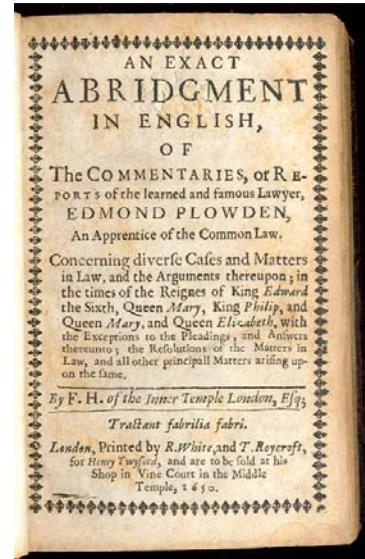 AN EXACT
ABRIDGMENT
IN ENGLISH,
OF
The COMMENTARIES, or RE-
PORTS of the learned and famous Lawyer,
EDMOND PLOWDEN,
An Apprentice of the Common Law.
Concerning diverse Cases and Matters
in Law, and the Arguments thereupon; in
the times of the Reignes of King Edward
the Sixth, Queen Mary, King Philip, and
Queen Mary, and Queen Elizabeth, with
the Exceptions to the Pleadings, and Answers
thereunto; the Resolutions of the Matters in
Law, and all other principall Matters arising up-
on the same.
By F. H. of the Inner Temple London, Esq;
Tractant fabrilia fabri.
London, Printed by R. White, and T. Roycroft,
for Henry Twyford, and are to be sold at his
Shop in Vine Court in the Middle
Temple, 1650.